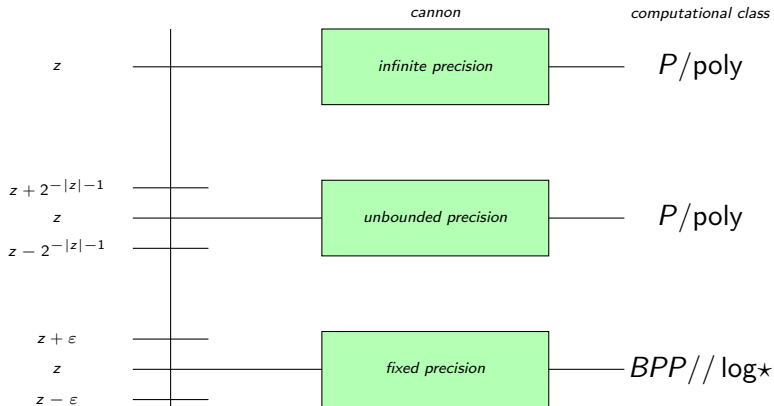 cannon computational class
z infinite precision P/poly
z + 2^{−|z|−1}
z unbounded precision P/poly
z − 2^{−|z|−1}
z + ε
z fixed precision BPP// log⋆
z − ε